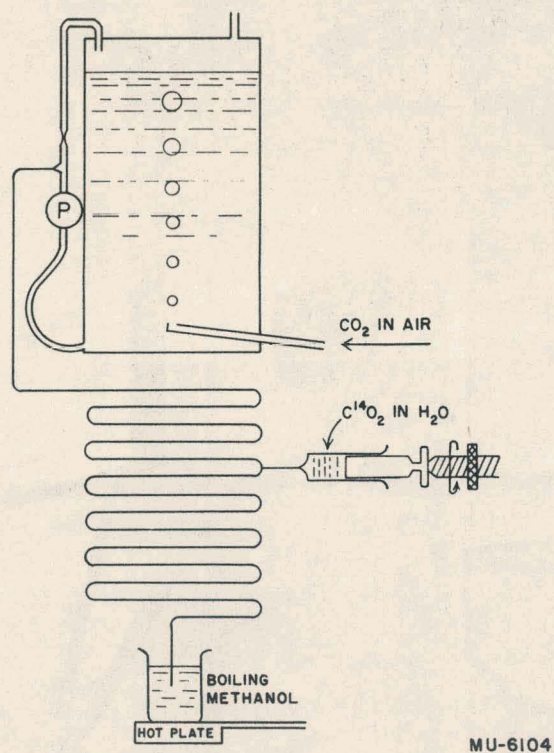 P
CO₂ IN AIR
C¹⁴O₂ IN H₂O
BOILING
METHANOL
HOT PLATE
MU-6104